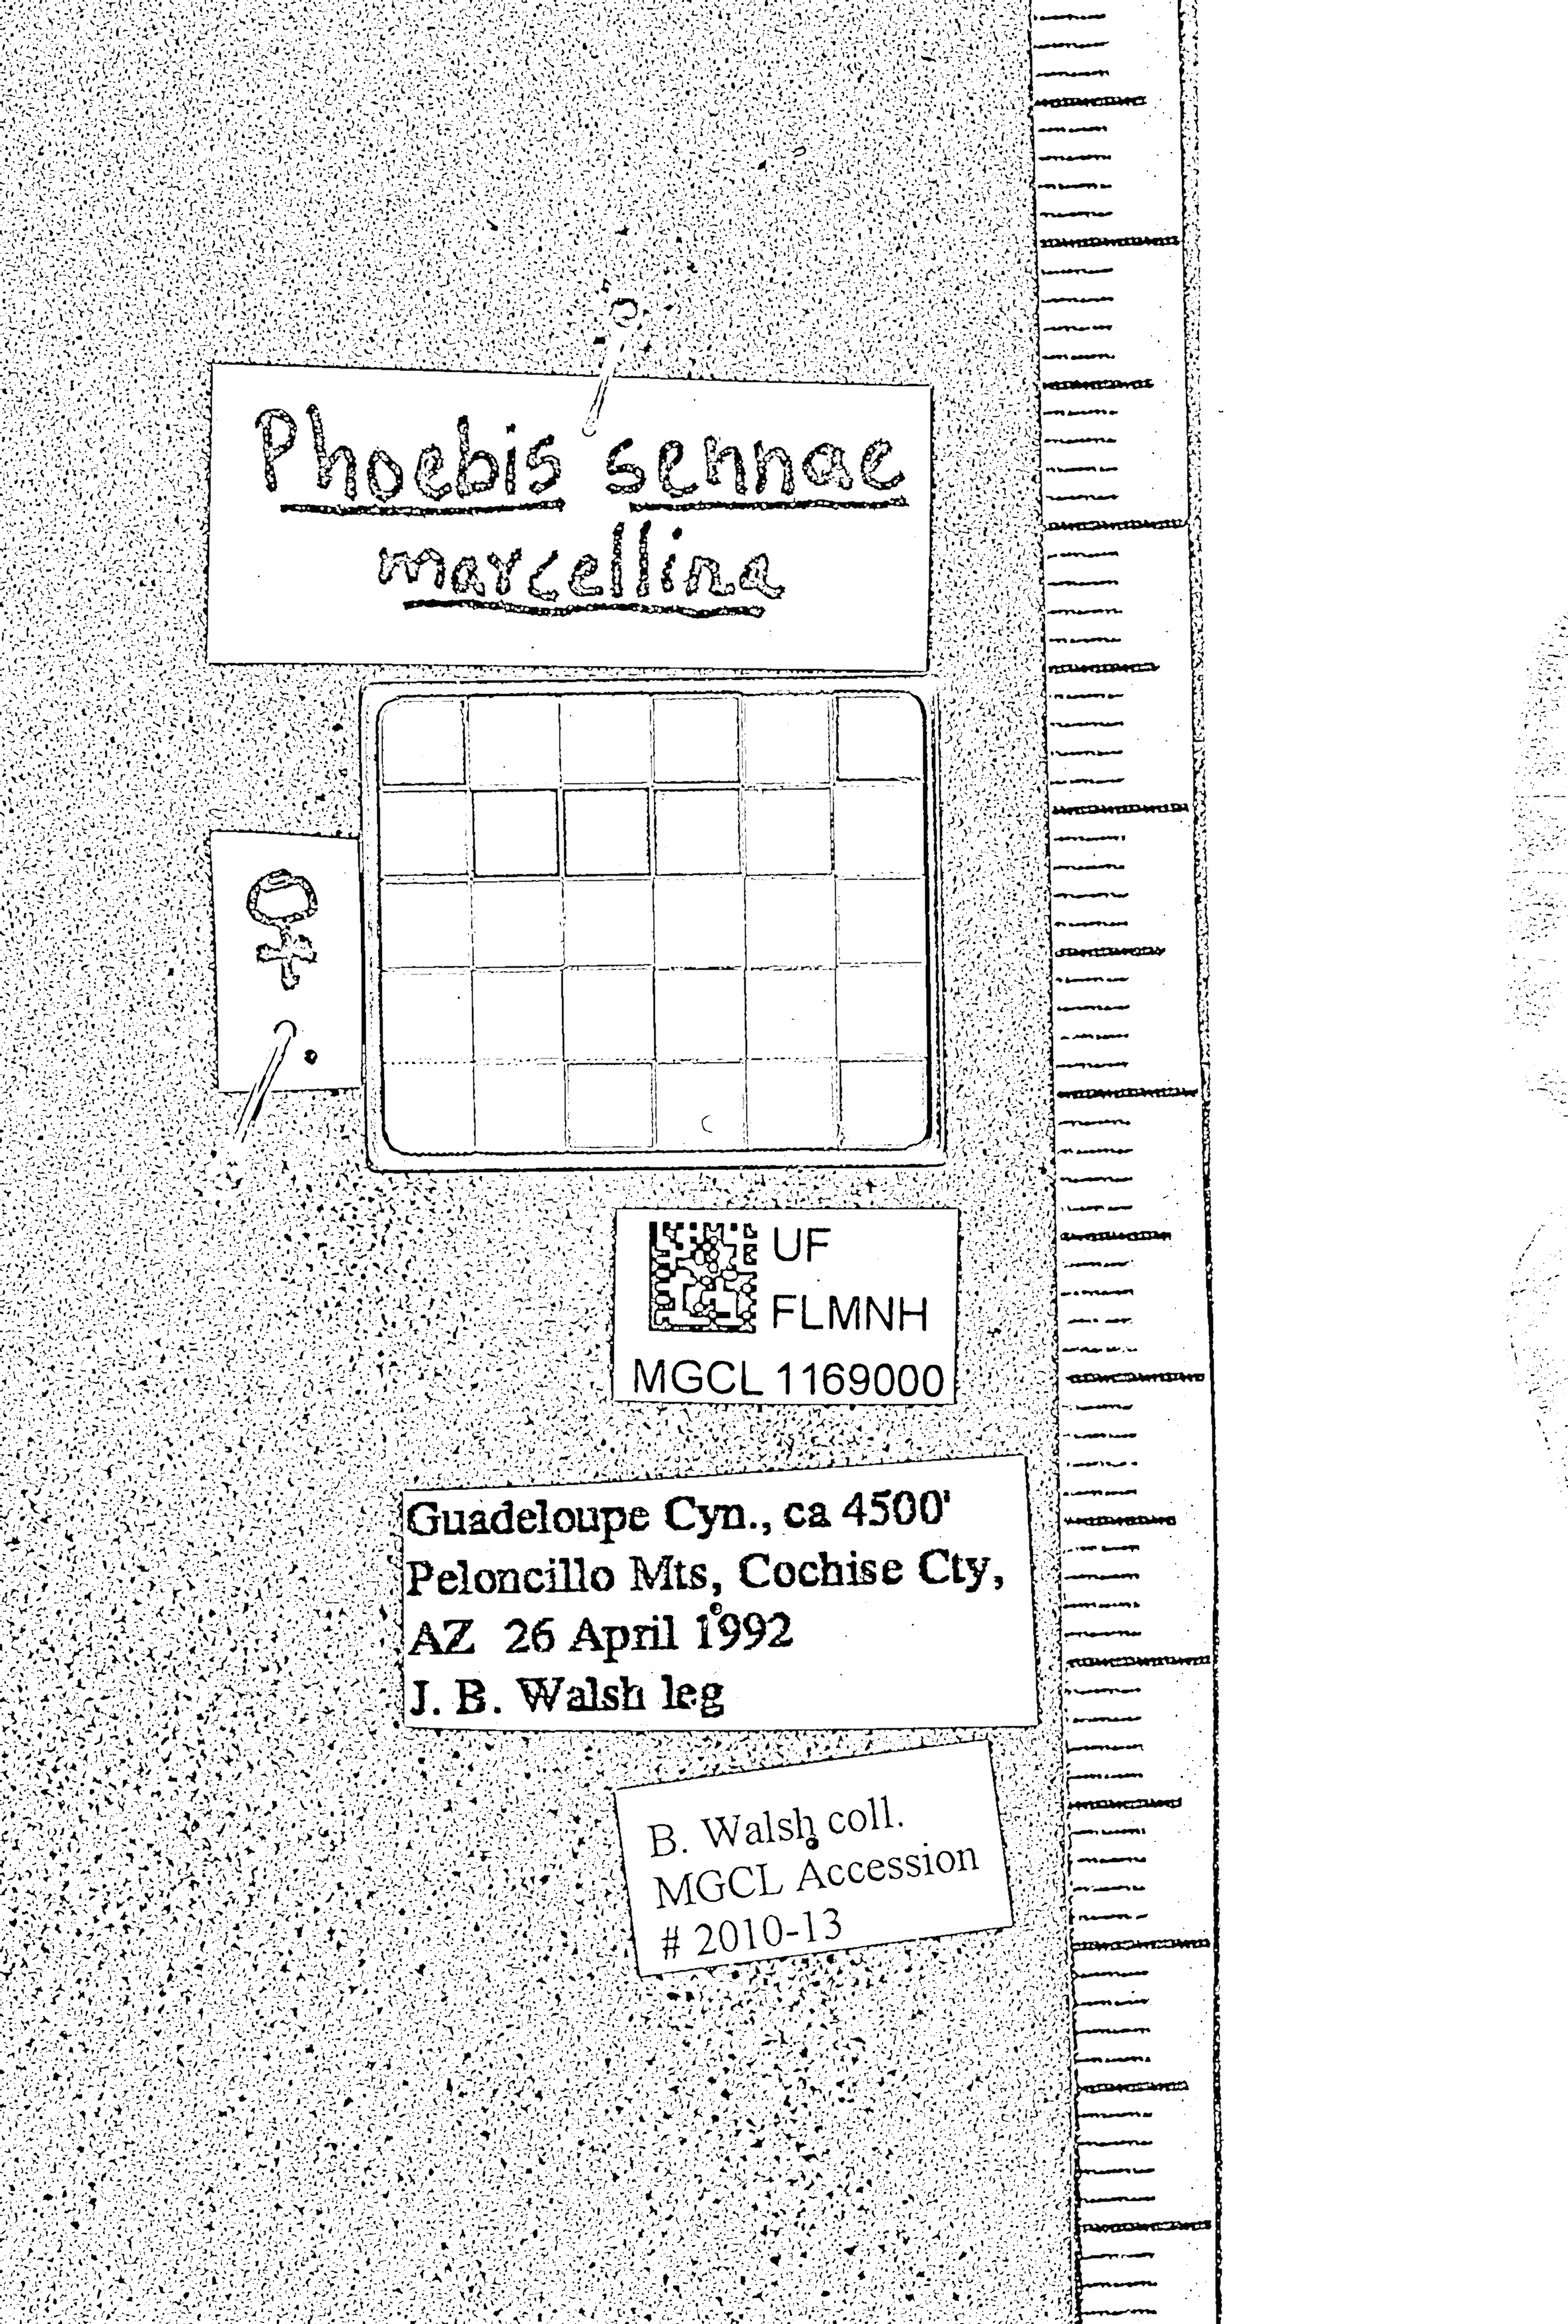 Phoebis sennae
marcellina
♀
UF
FLMNH
MGCL 1169000
Guadeloupe Cyn., ca 4500'
Peloncillo Mts, Cochise Cty,
AZ 26 April 1992
J. B. Walsh leg
B. Walsh coll.
MGCL Accession
# 2010-13